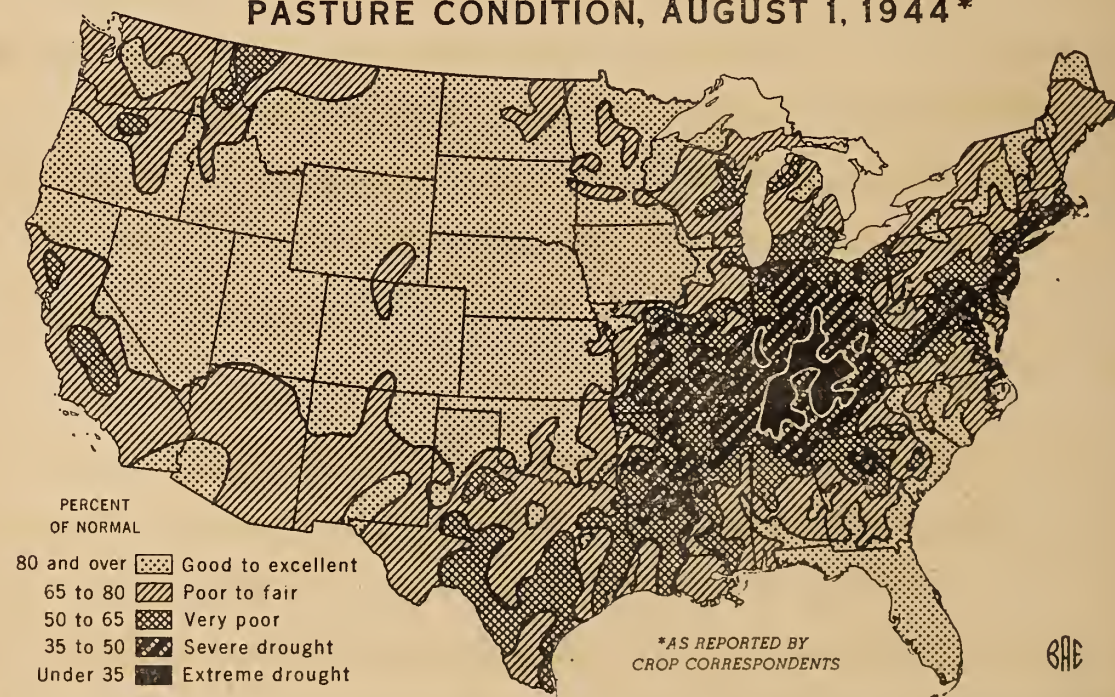 PASTURE CONDITION, AUGUST 1, 1944*
PERCENT
OF NORMAL
80 and over Good to excellent
65 to 80 Poor to fair
50 to 65 Very poor
35 to 50 Severe drought
Under 35 Extreme drought
*AS REPORTED BY
CROP CORRESPONDENTS
BAE